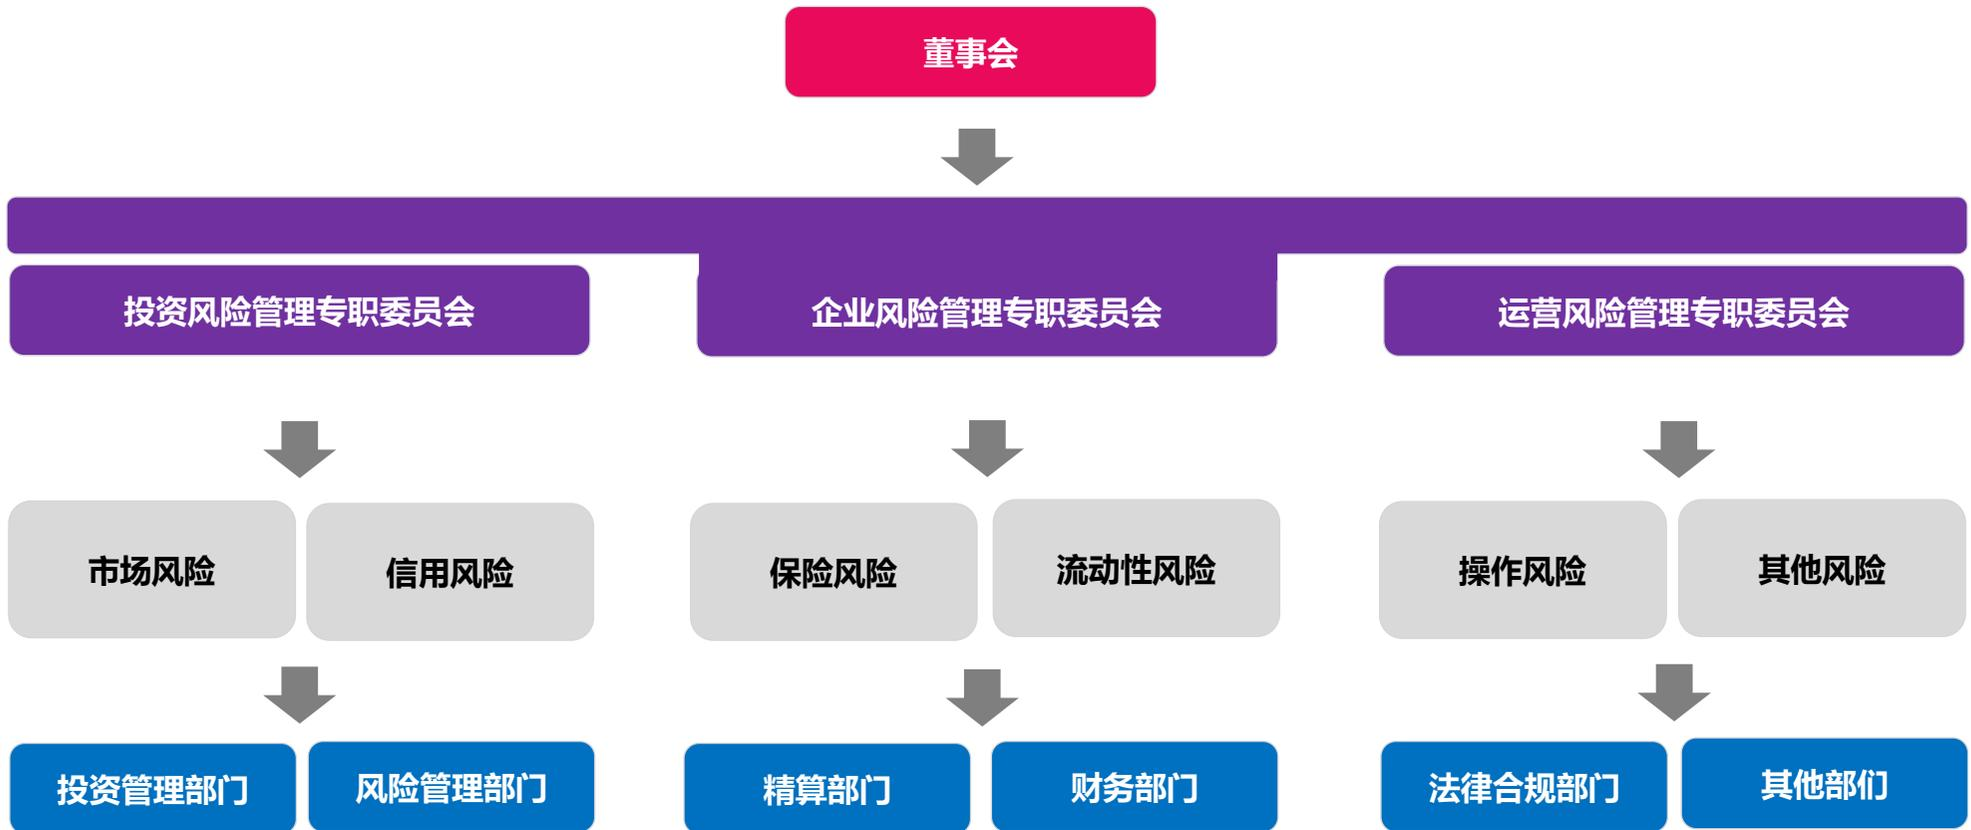 董事会
投资风险管理专职委员会
企业风险管理专职委员会
运营风险管理专职委员会
市场风险
信用风险
保险风险
流动性风险
操作风险
其他风险
投资管理部门
风险管理部门
精算部门
财务部门
法律合规部门
其他部们